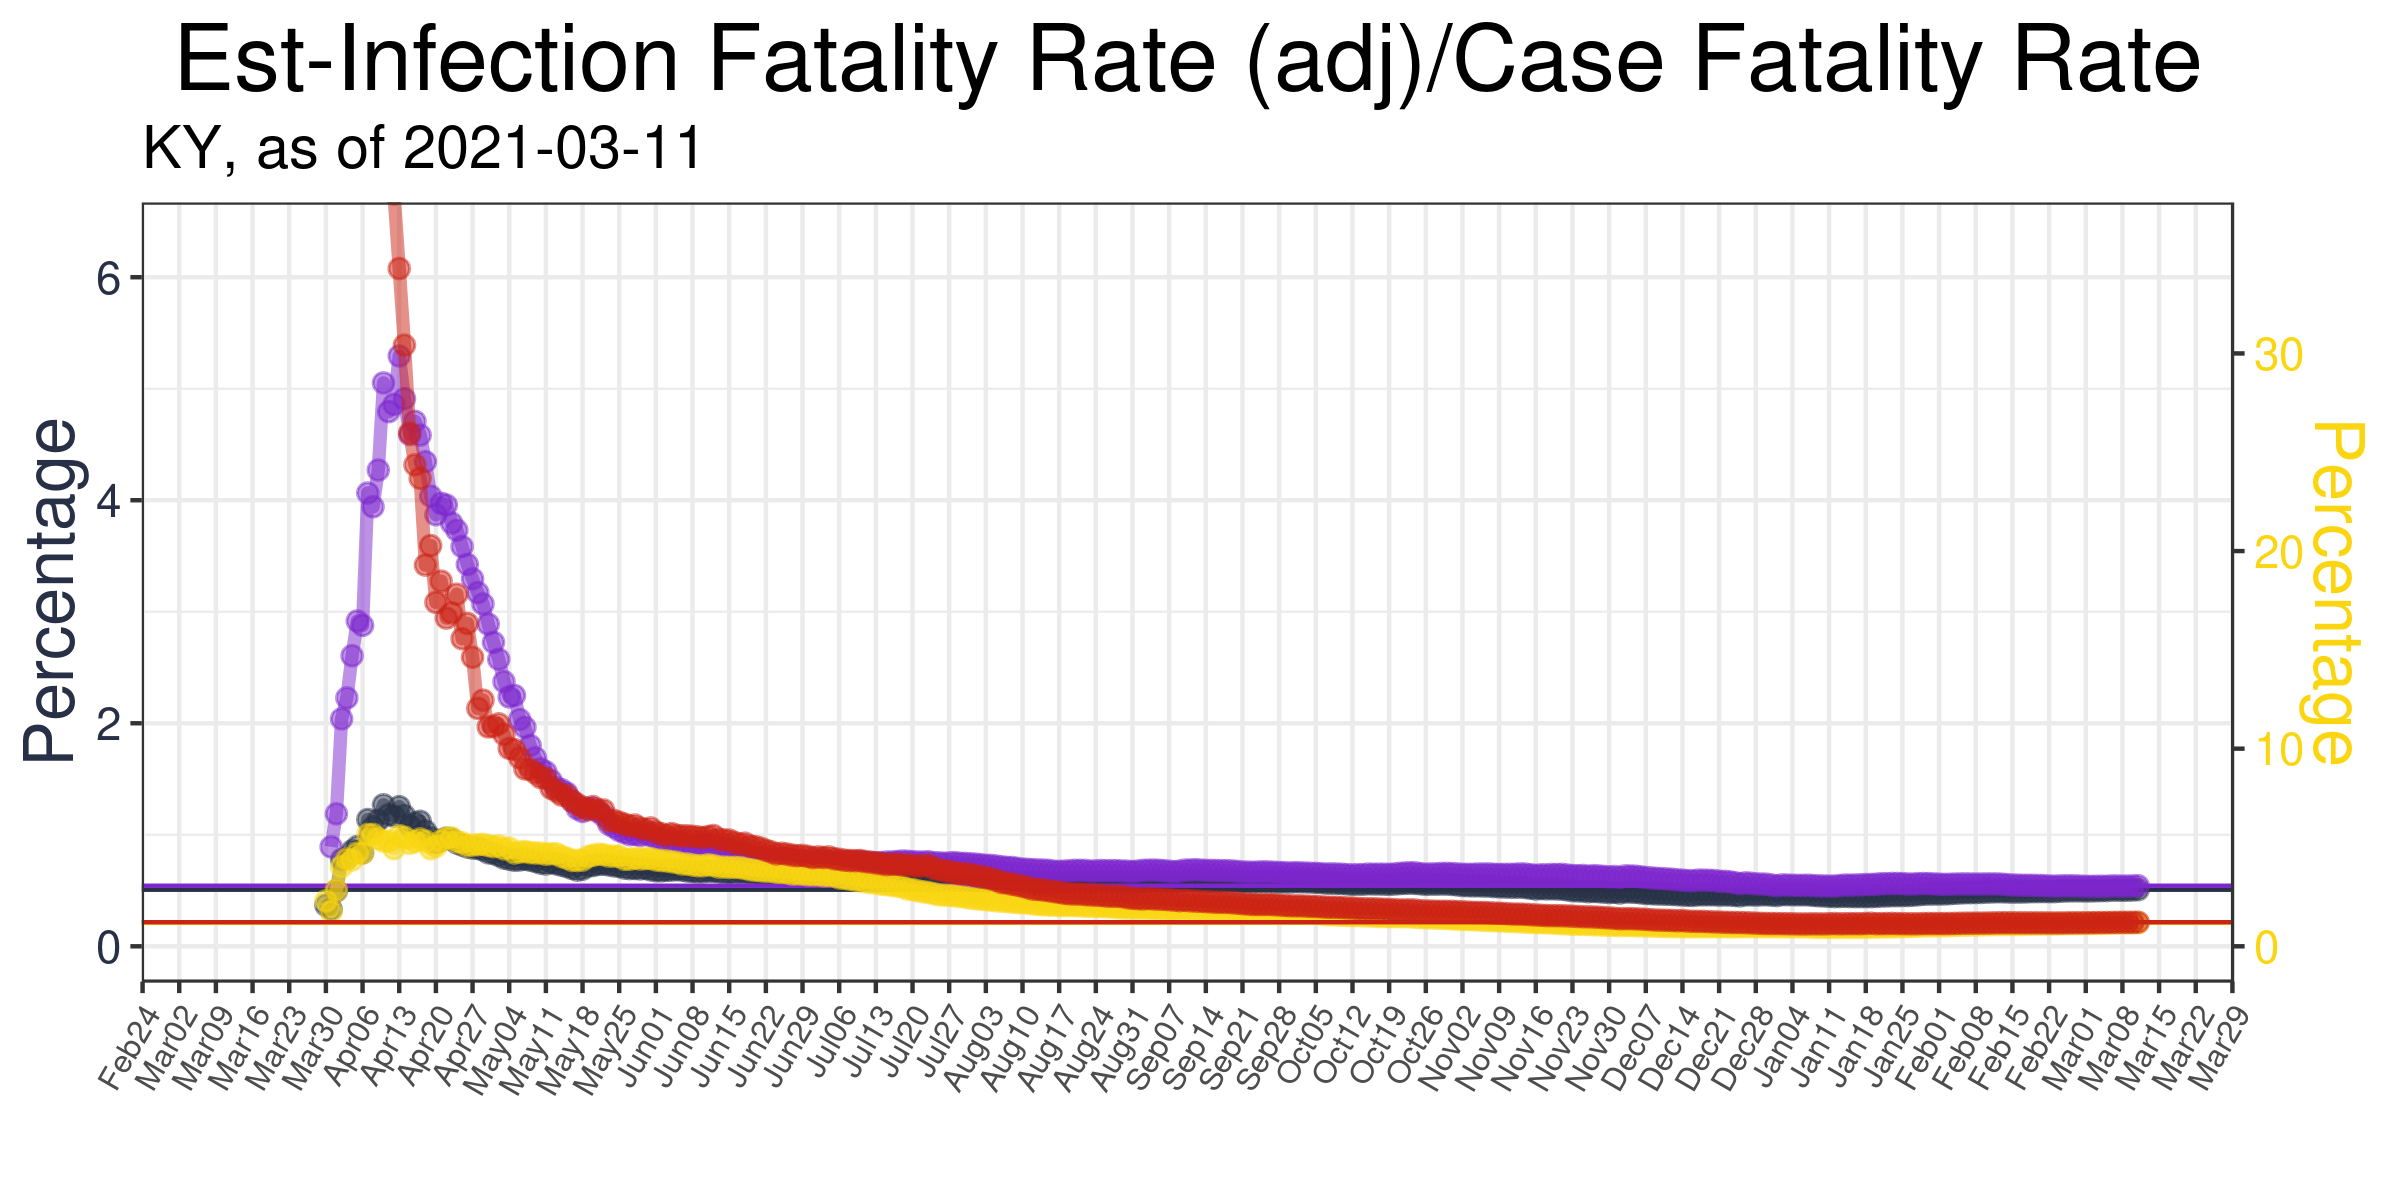 Est-Infection Fatality Rate (adj)/Case Fatality Rate
KY, as of 2021-03-11
Percentage
6
4
2
0
30
20
10
0
Percentage
Feb24
Mar02
Mar09
Mar16
Mar23
Mar30
Apr06
Apr13
Apr20
Apr27
May04
May11
May18
May25
Jun01
Jun08
Jun15
Jun22
Jun29
Jul06
Jul13
Jul20
Jul27
Aug03
Aug10
Aug17
Aug24
Aug31
Sep07
Sep14
Sep21
Sep28
Oct05
Oct12
Oct19
Oct26
Nov02
Nov09
Nov16
Nov23
Nov30
Dec07
Dec14
Dec21
Dec28
Jan04
Jan11
Jan18
Jan25
Feb01
Feb08
Feb15
Feb22
Mar01
Mar08
Mar15
Mar22
Mar29